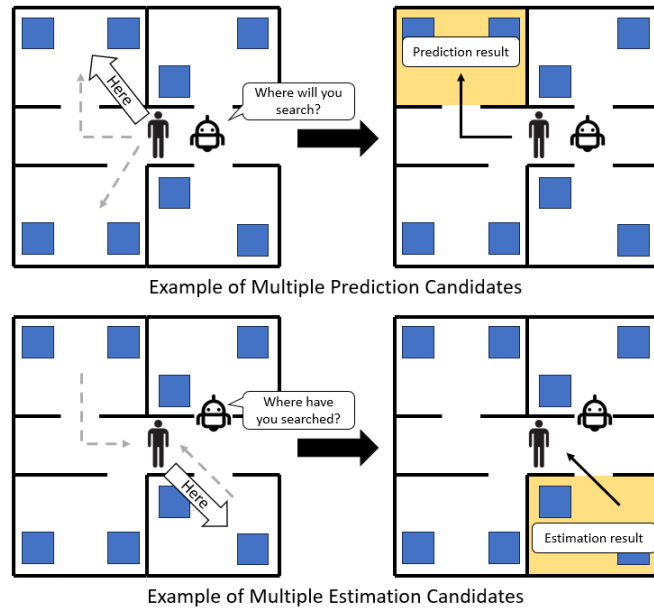 Here
Where will you
search?
Prediction result
Example of Multiple Prediction Candidates
Where have
you searched?
Here
Estimation result
Example of Multiple Estimation Candidates